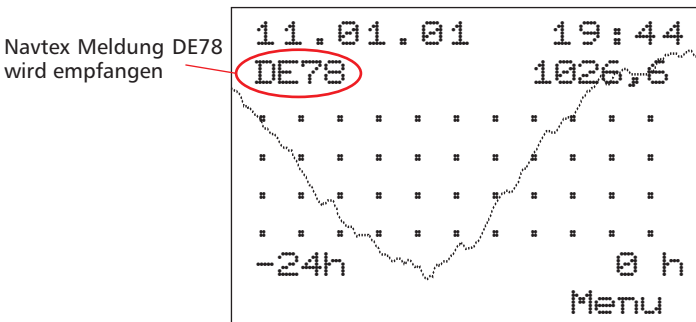 Navtex Meldung DE78
wird empfangen
11.01.01 19:44
DE78 1026,6
-24h 0 h
Menu